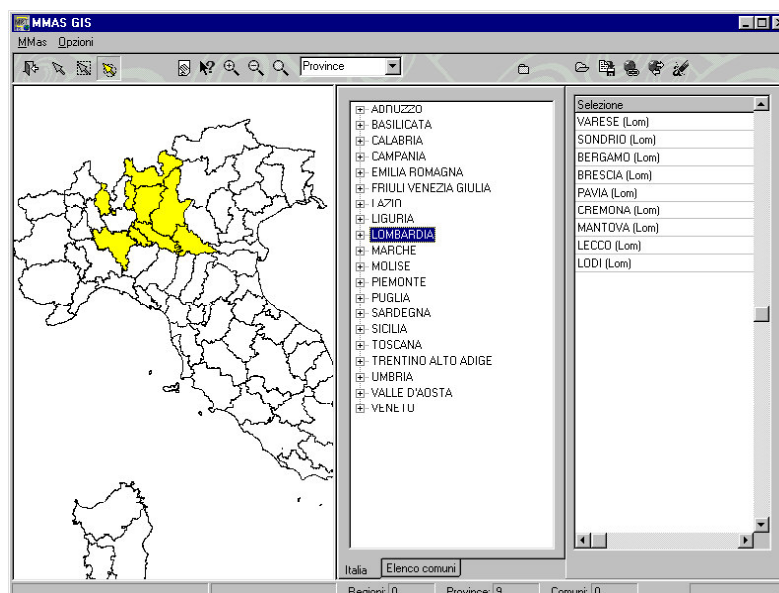 MMAS GIS
MMas Opzioni
Province
ABRUZZO
BASILICATA
CALABRIA
CAMPANIA
EMILIA ROMAGNA
FRIULI VENEZIA GIULIA
LAZIO
LIGURIA
LOMBARDIA
MARCHE
MOLISE
PIEMONTE
PUGLIA
SARDEGNA
SICILIA
TOSCANA
TRENTINO ALTO ADIGE
UMBRIA
VALLE D'AOSTA
VENETO
Italia Elenco comuni
Selezione
VARESE (Lom)
SONDRIO (Lom)
BERGAMO (Lom)
BRESCIA (Lom)
PAVIA (Lom)
CREMONA (Lom)
MANTOVA (Lom)
LECCO (Lom)
LODI (Lom)
Regioni: 0 Province: 9 Comuni: 0